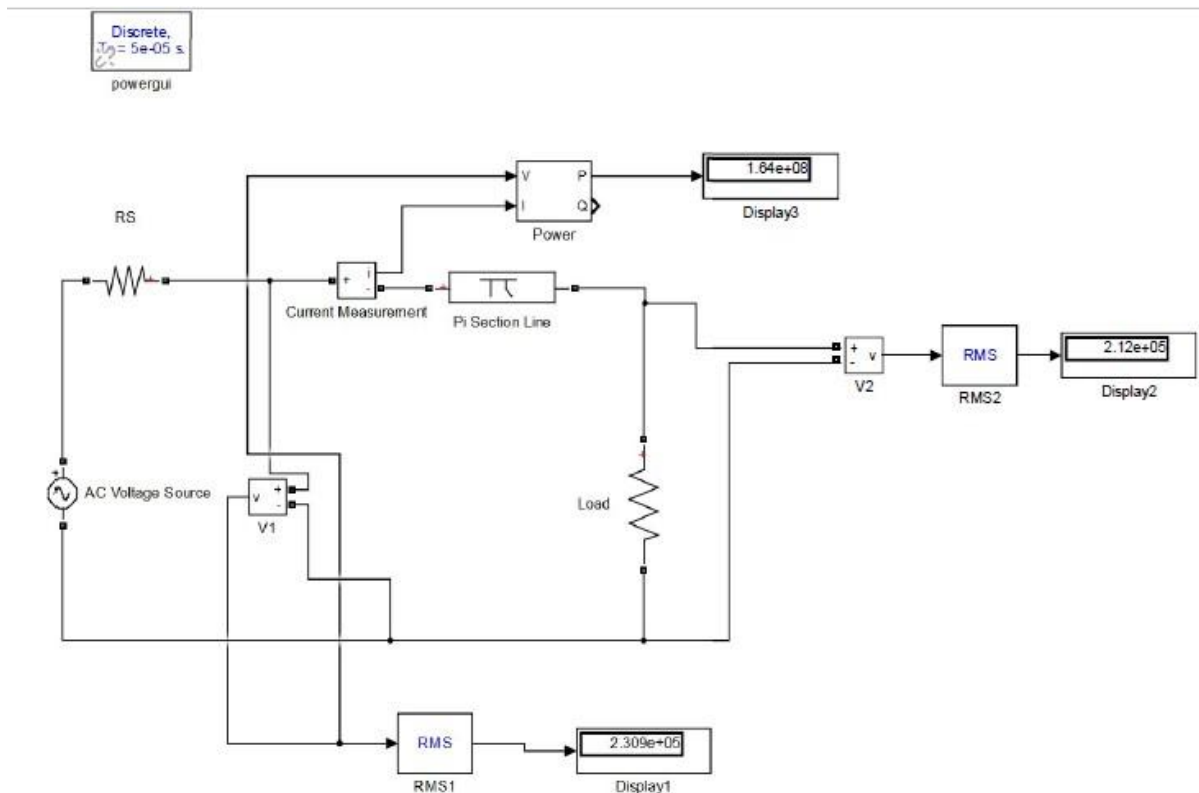 Discrete,
= 5e-05 s.
powergui
V
P
1.64e+08
I
Q
Display3
RS
Power
i
+
-
Current Measurement
Pi Section Line
+
-
v
V2
RMS
RMS2
2.12e+05
Display2
+
AC Voltage Source
v
+
-
V1
Load
RMS
RMS1
2.309e+05
Display1